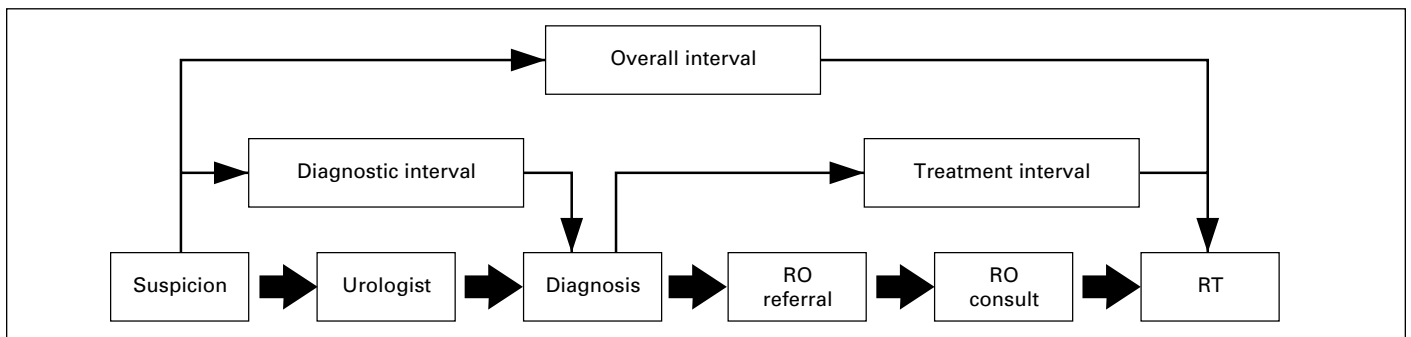 Overall interval
Diagnostic interval
Treatment interval
Suspicion
Urologist
Diagnosis
RO
referral
RO
consult
RT